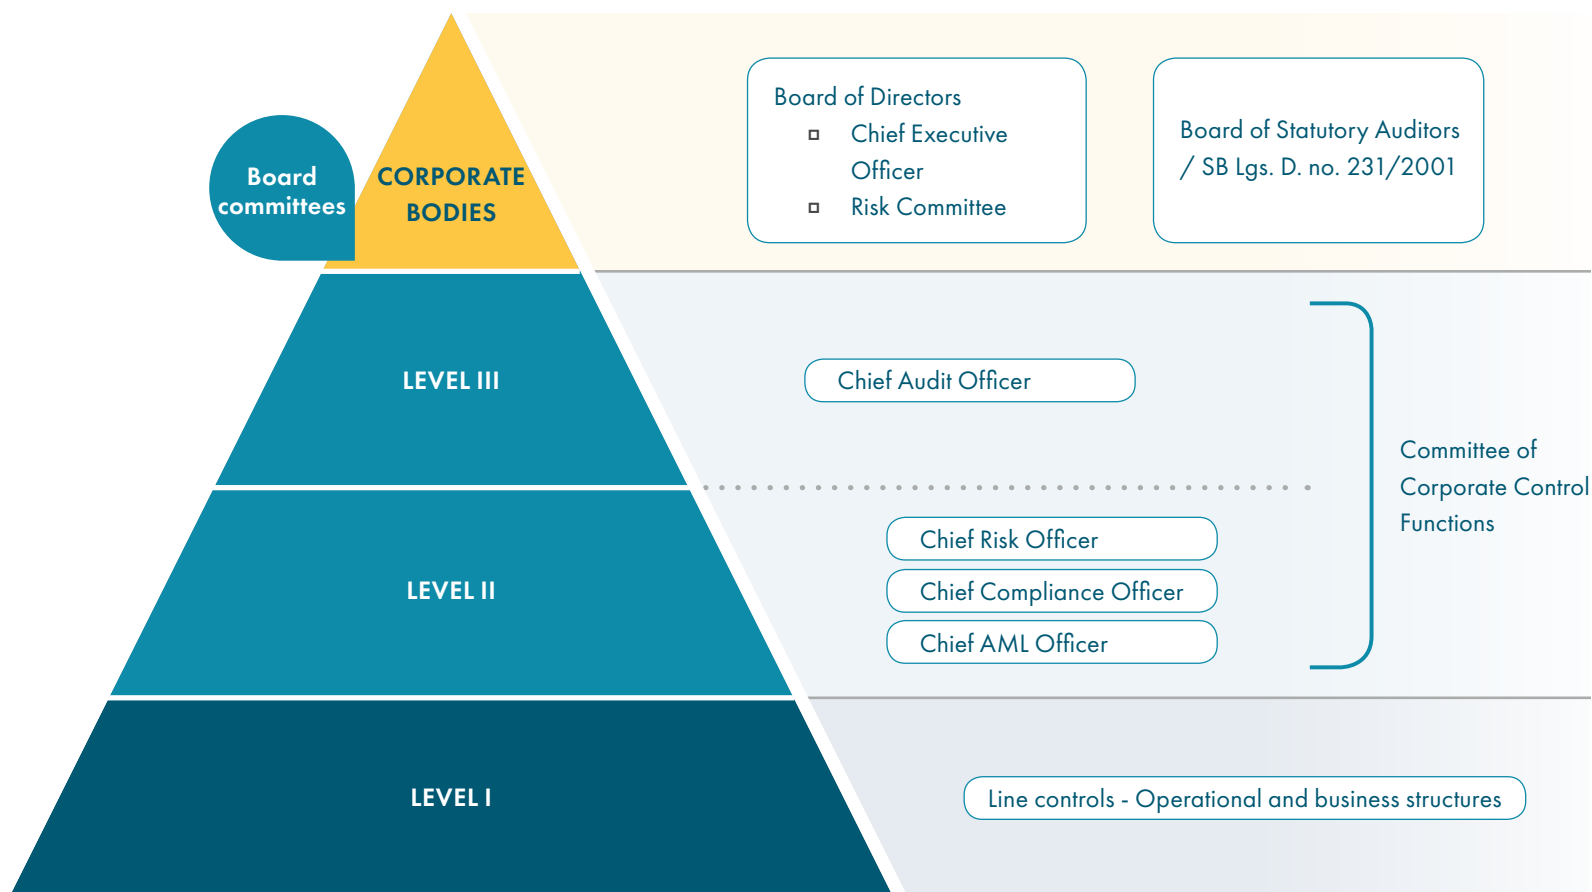 Board
committees
CORPORATE
BODIES
Board of Directors
Chief Executive
Officer
Risk Committee
Board of Statutory Auditors
/ SB Lgs. D. no. 231/2001
LEVEL III
Chief Audit Officer
Committee of
Corporate Control
Functions
LEVEL II
Chief Risk Officer
Chief Compliance Officer
Chief AML Officer
LEVEL I
Line controls - Operational and business structures